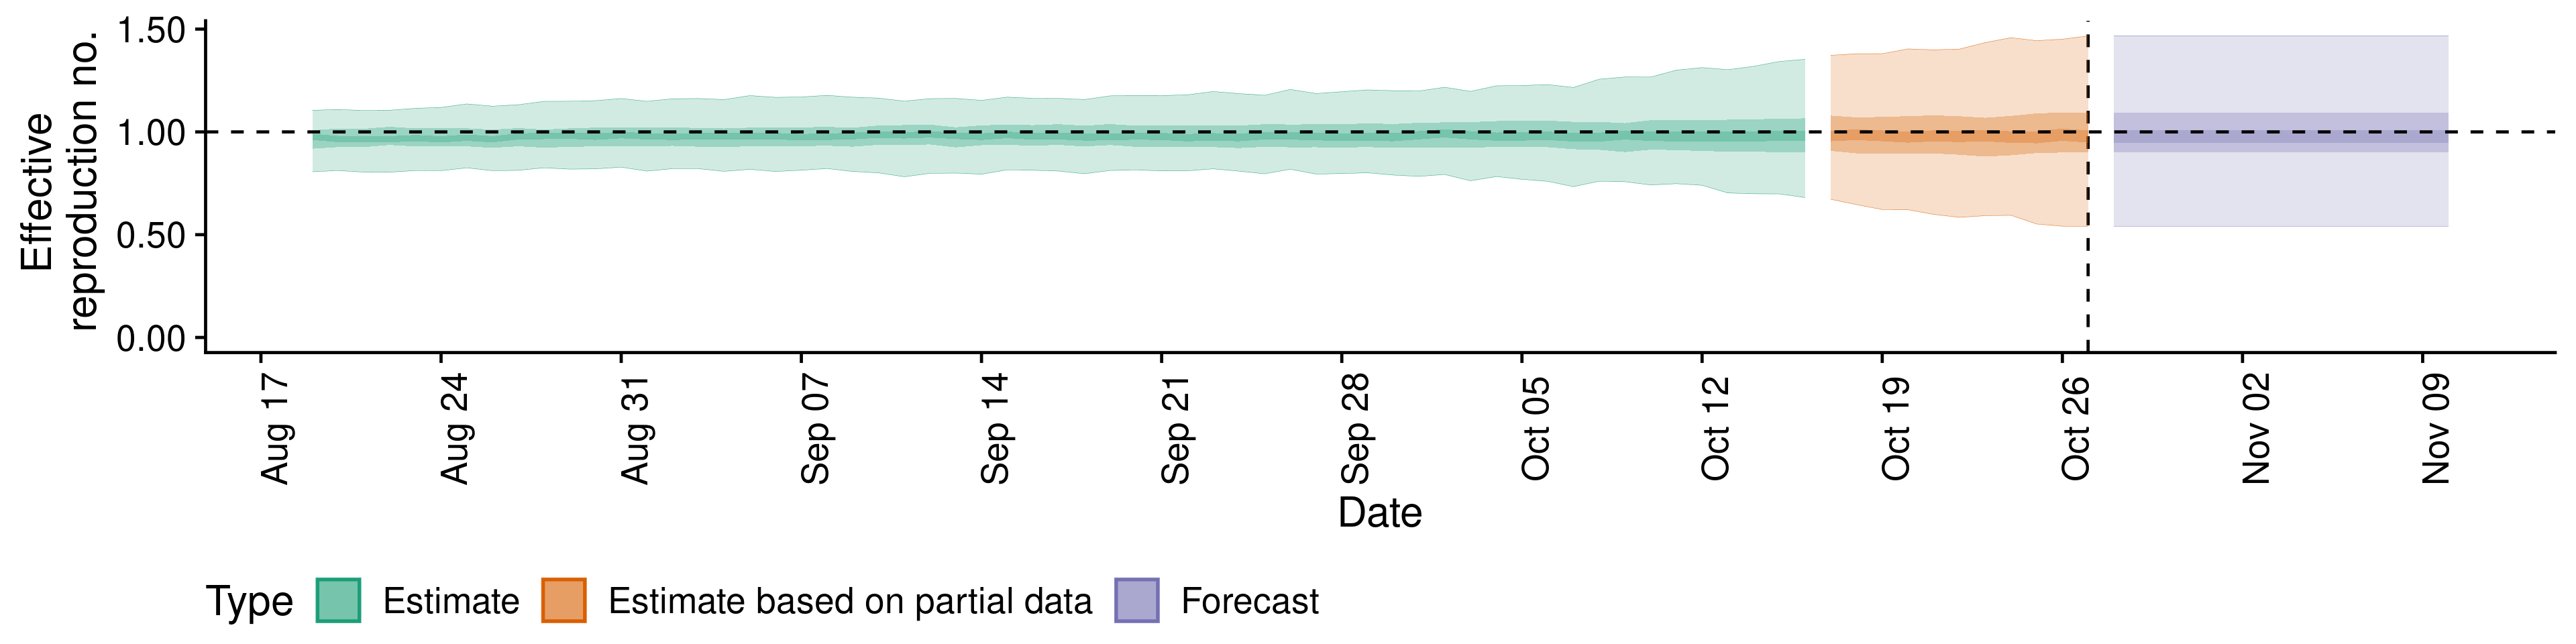 Effective
reproduction no.
1.50
1.00
0.50
0.00
Aug 17
Aug 24
Aug 31
Sep 07
Sep 14
Sep 21
Sep 28
Oct 05
Oct 12
Oct 19
Oct 26
Nov 02
Nov 09
Date
Type Estimate Estimate based on partial data Forecast